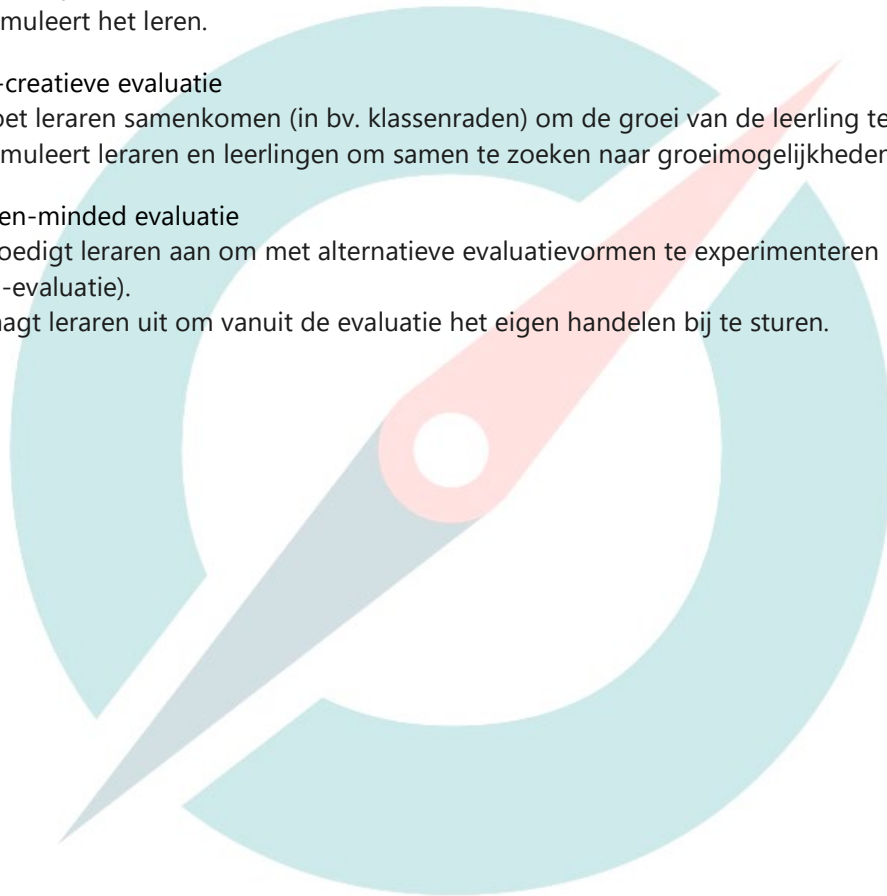 muleert het leren.
-creatieve evaluatie
oet leraren samenkomen (in bv. klassenraden) om de groei van de leerling te
muleert leraren en leerlingen om samen te zoeken naar groeimogelijkheden
en-minded evaluatie
oedigt leraren aan om met alternatieve evaluatievormen te experimenteren
-evaluatie).
agt leraren uit om vanuit de evaluatie het eigen handelen bij te sturen.